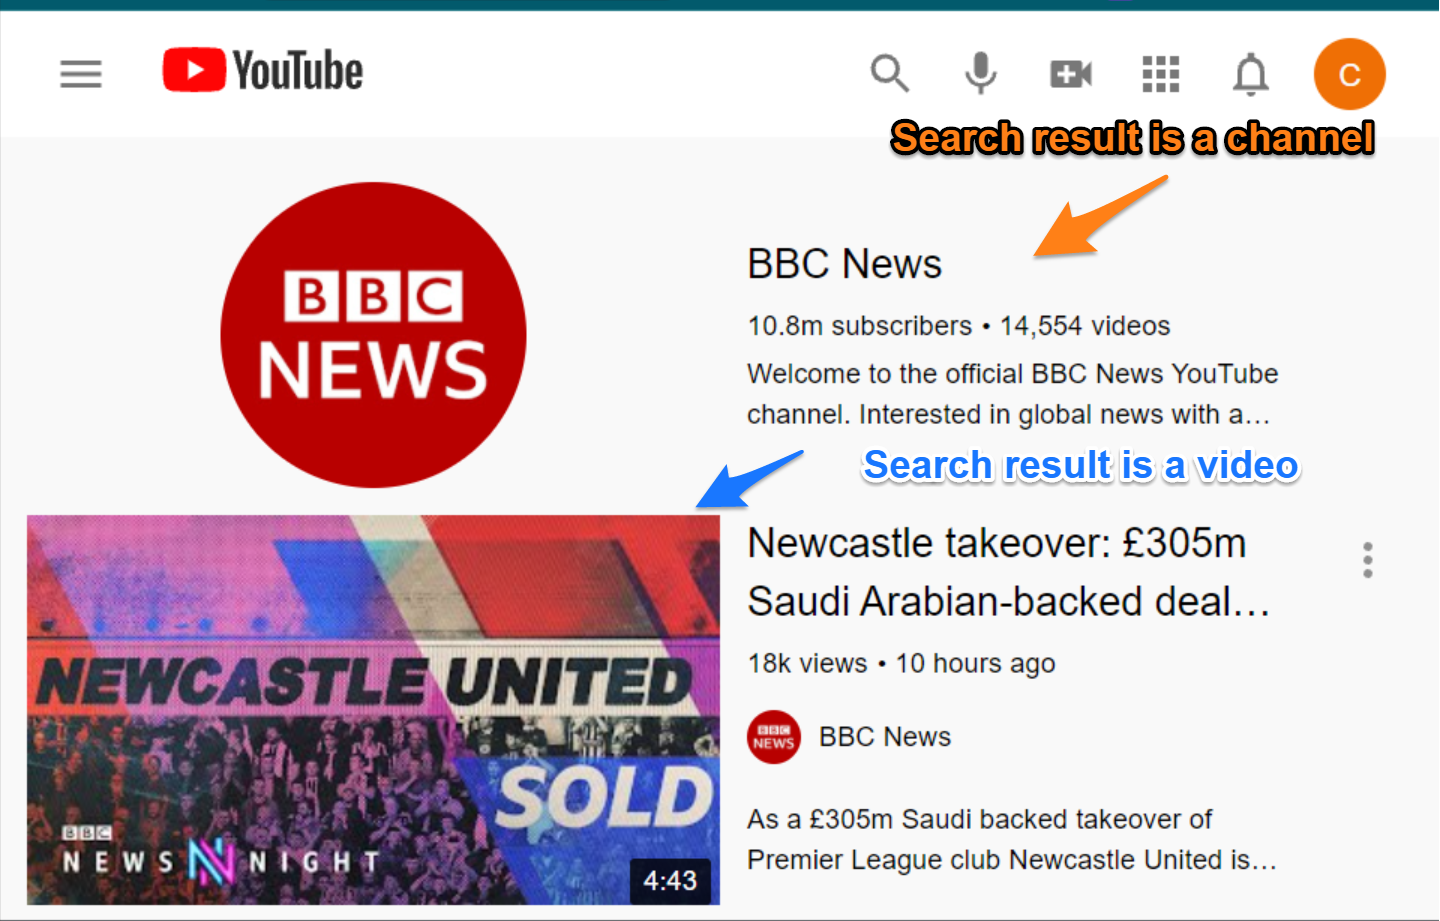 YouTube
C
Search result is a channel
BBC
NEWS
BBC News
10.8m subscribers • 14,554 videos
Welcome to the official BBC News YouTube
channel. Interested in global news with a…
Search result is a video
NEWCASTLE UNITED
SOLD
BBC
NEWSNIGHT
4:43
Newcastle takeover: £305m
Saudi Arabian-backed deal…
18k views • 10 hours ago
BBC
NEWS
BBC News
As a £305m Saudi backed takeover of
Premier League club Newcastle United is…